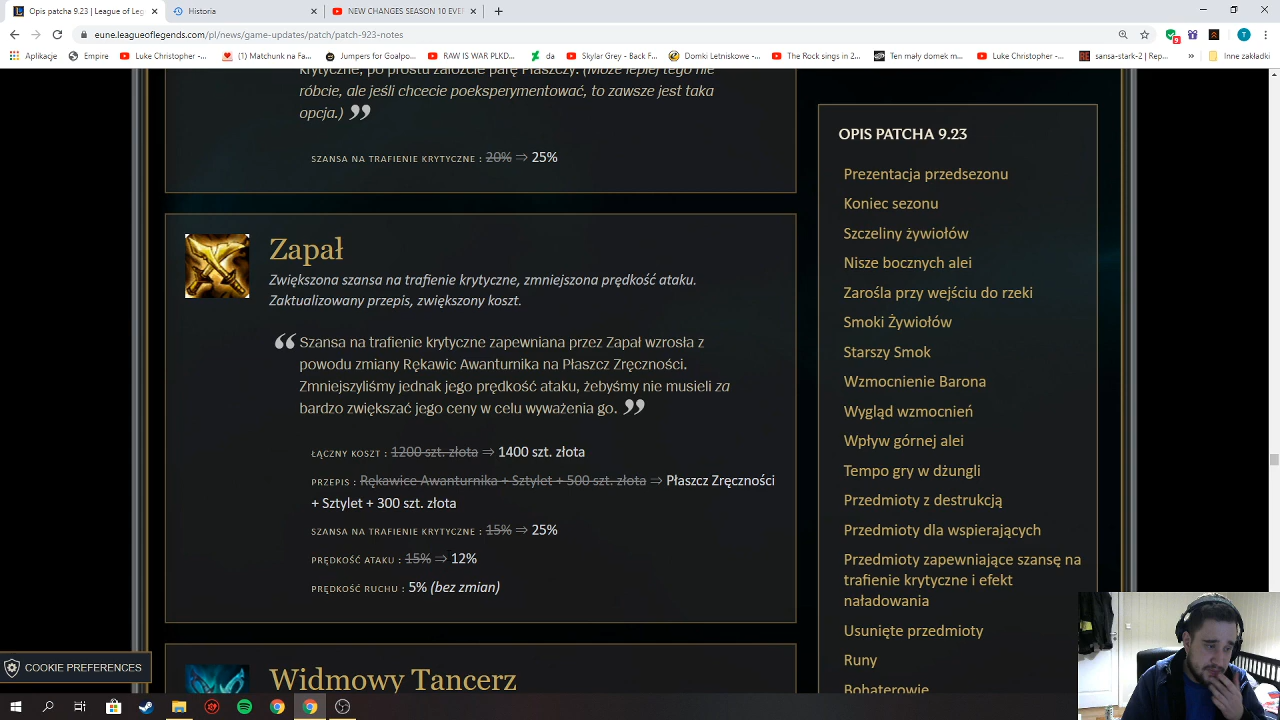 Opis patcha 9.23 | League of Leg
Historia
NEW CHANGES SEASON 10 EVE
eune.leagueoflegends.com/pl/news/game-updates/patch/patch-923-notes
9
T
Aplikacje
Empire
Luke Christopher -...
Matchunk na Fac...
Jumps for Goalpo...
RAW IS WAR PLKD...
da
Skylar Grey - Back F...
Domki Letniskowe -...
The Rock sings in 2...
Ten mały domek m...
Luke Christopher -...
sansa-stark-2 | Rep...
»
Inne zakładki
krytyczne, po prostu załóżcie parę Płaszczy. (Może lepiej tego nie
róbcie, ale jeśli chcecie poeksperymentować, to zawsze jest taka
opcja.)
SZANSA NA TRAFIENIE KRYTYCZNE : 20% ⇒ 25%
Zapał
Zwiększona szansa na trafienie krytyczne, zmniejszona prędkość ataku.
Zaktualizowany przepis, zwiększony koszt.
Szansa na trafienie krytyczne zapewniana przez Zapał wzrosła z
powodu zmiany Rękawic Awanturnika na Płaszcz Zręczności.
Zmniejszyliśmy jednak jego prędkość ataku, żebyśmy nie musieli za
bardzo zwiększać jego ceny w celu wyważenia go.
ŁĄCZNY KOSZT : 1200 szt. złota ⇒ 1400 szt. złota
PRZEPIS : Rękawice Awanturnika + Sztylet + 500 szt. złota ⇒ Płaszcz Zręczności
+ Sztylet + 300 szt. złota
SZANSA NA TRAFIENIE KRYTYCZNE : 15% ⇒ 25%
PRĘDKOŚĆ ATAKU : 15% ⇒ 12%
PRĘDKOŚĆ RUCHU : 5% (bez zmian)
Widmowy Tancerz
OPIS PATCHA 9.23
Prezentacja przedsezonu
Koniec sezonu
Szczeliny żywiołów
Nisze bocznych alei
Zarośla przy wejściu do rzeki
Smoki Żywiołów
Starszy Smok
Wzmocnienie Barona
Wygląd wzmocnień
Wpływ górnej alei
Tempo gry w dżungli
Przedmioty z destrukcją
Przedmioty dla wspierających
Przedmioty zapewniające szansę na
trafienie krytyczne i efekt
naładowania
Usunięte przedmioty
Runy
Bohaterowie
COOKIE PREFERENCES